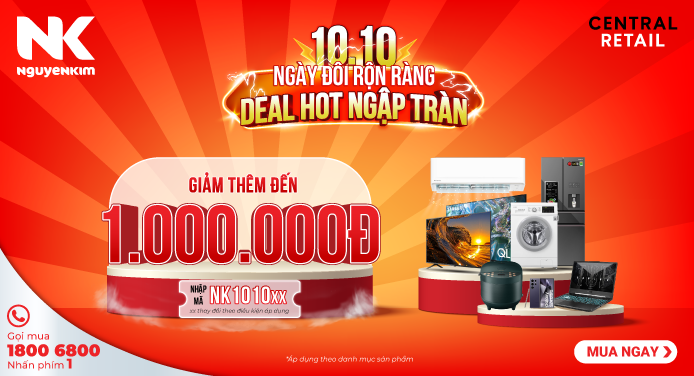 NK
NGUYENKIM
CENTRAL
RETAIL
10.10
NGÀY ĐÔI RỘN RÀNG
DEAL HOT NGẬP TRÀN
GIẢM THÊM ĐẾN
1.000.000Đ
NHẬP
MÃ
NK1010xx
xx thay đổi theo điều kiện áp dụng
QL
Gọi mua
1800 6800
Nhấn phím 1
*Áp dụng theo danh mục sản phẩm
MUA NGAY